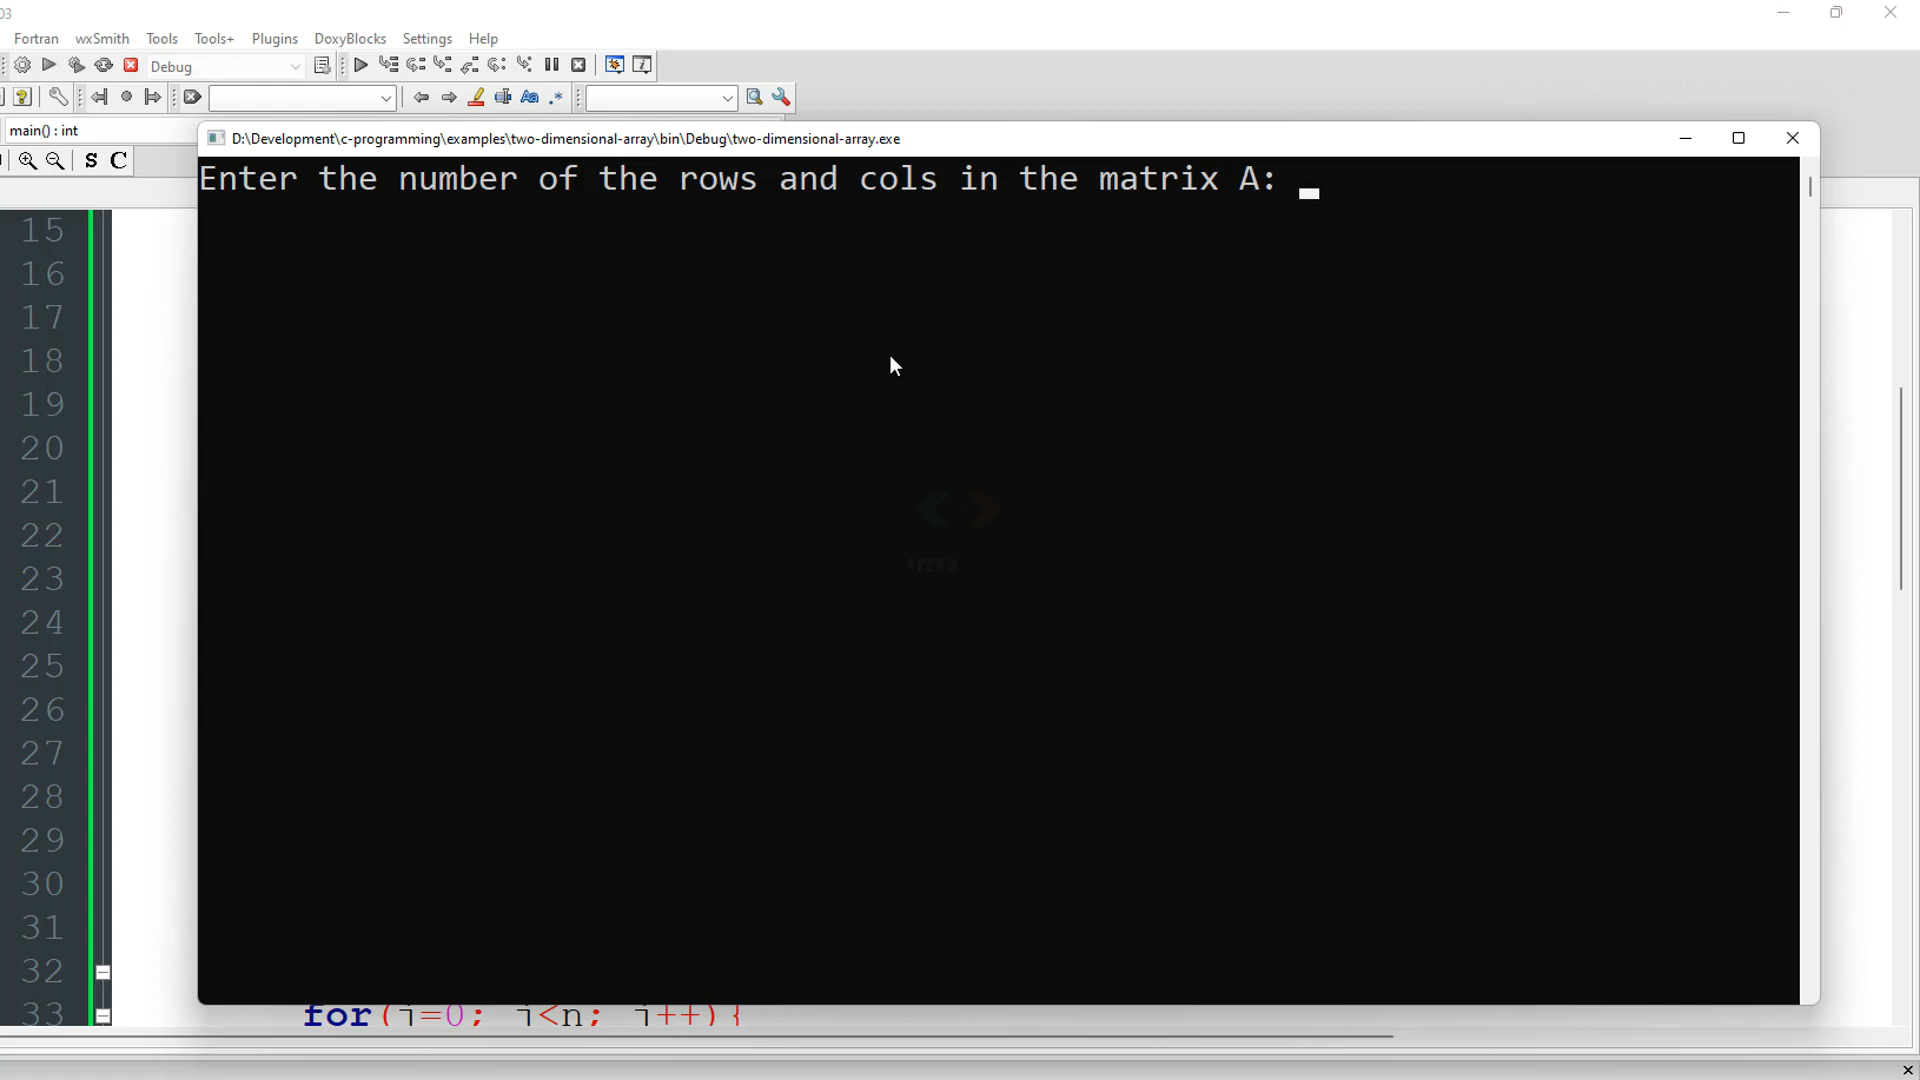 03
Fortran wxSmith Tools Tools+ Plugins DoxyBlocks Settings Help
Debug
main() : int
S C
D:\Development\c-programming\examples\two-dimensional-array\bin\Debug\two-dimensional-array.exe
Enter the number of the rows and cols in the matrix A:
15
16
17
18
19
20
21
22
23
24
25
26
27
28
29
30
31
32
33 for(j=0; j<n; j++){